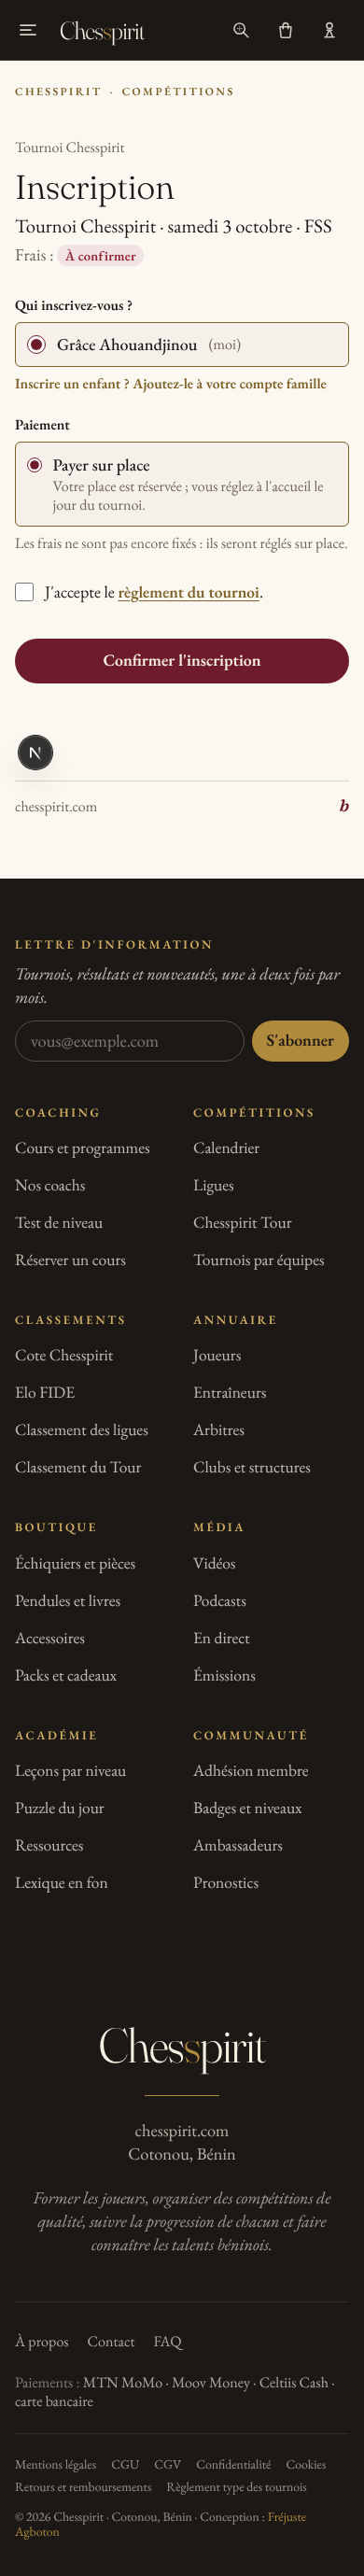 Chesspirit
CHESSPIRIT · COMPÉTITIONS
Tournoi Chesspirit
Inscription
Tournoi Chesspirit · samedi 3 octobre · FSS
Frais : À confirmer
Qui inscrivez-vous ?
Grâce Ahouandjinou (moi)
Inscrire un enfant ? Ajoutez-le à votre compte famille
Paiement
Payer sur place
Votre place est réservée ; vous réglez à l'accueil le
jour du tournoi.
Les frais ne sont pas encore fixés : ils seront réglés sur place.
J'accepte le règlement du tournoi.
Confirmer l'inscription
N
chesspirit.com b
LETTRE D'INFORMATION
Tournois, résultats et nouveautés, une à deux fois par
mois.
vous@exemple.com S'abonner
COACHING
Cours et programmes
Nos coachs
Test de niveau
Réserver un cours
COMPÉTITIONS
Calendrier
Ligues
Chesspirit Tour
Tournois par équipes
CLASSEMENTS
Cote Chesspirit
Elo FIDE
Classement des ligues
Classement du Tour
ANNUAIRE
Joueurs
Entraîneurs
Arbitres
Clubs et structures
BOUTIQUE
Échiquiers et pièces
Pendules et livres
Accessoires
Packs et cadeaux
MÉDIA
Vidéos
Podcasts
En direct
Émissions
ACADÉMIE
Leçons par niveau
Puzzle du jour
Ressources
Lexique en fon
COMMUNAUTÉ
Adhésion membre
Badges et niveaux
Ambassadeurs
Pronostics
Chesspirit
chesspirit.com
Cotonou, Bénin
Former les joueurs, organiser des compétitions de
qualité, suivre la progression de chacun et faire
connaître les talents béninois.
À propos Contact FAQ
Paiements : MTN MoMo · Moov Money · Celtiis Cash ·
carte bancaire
Mentions légales CGU CGV Confidentialité Cookies
Retours et remboursements Règlement type des tournois
© 2026 Chesspirit · Cotonou, Bénin · Conception : Fréjuste
Agboton